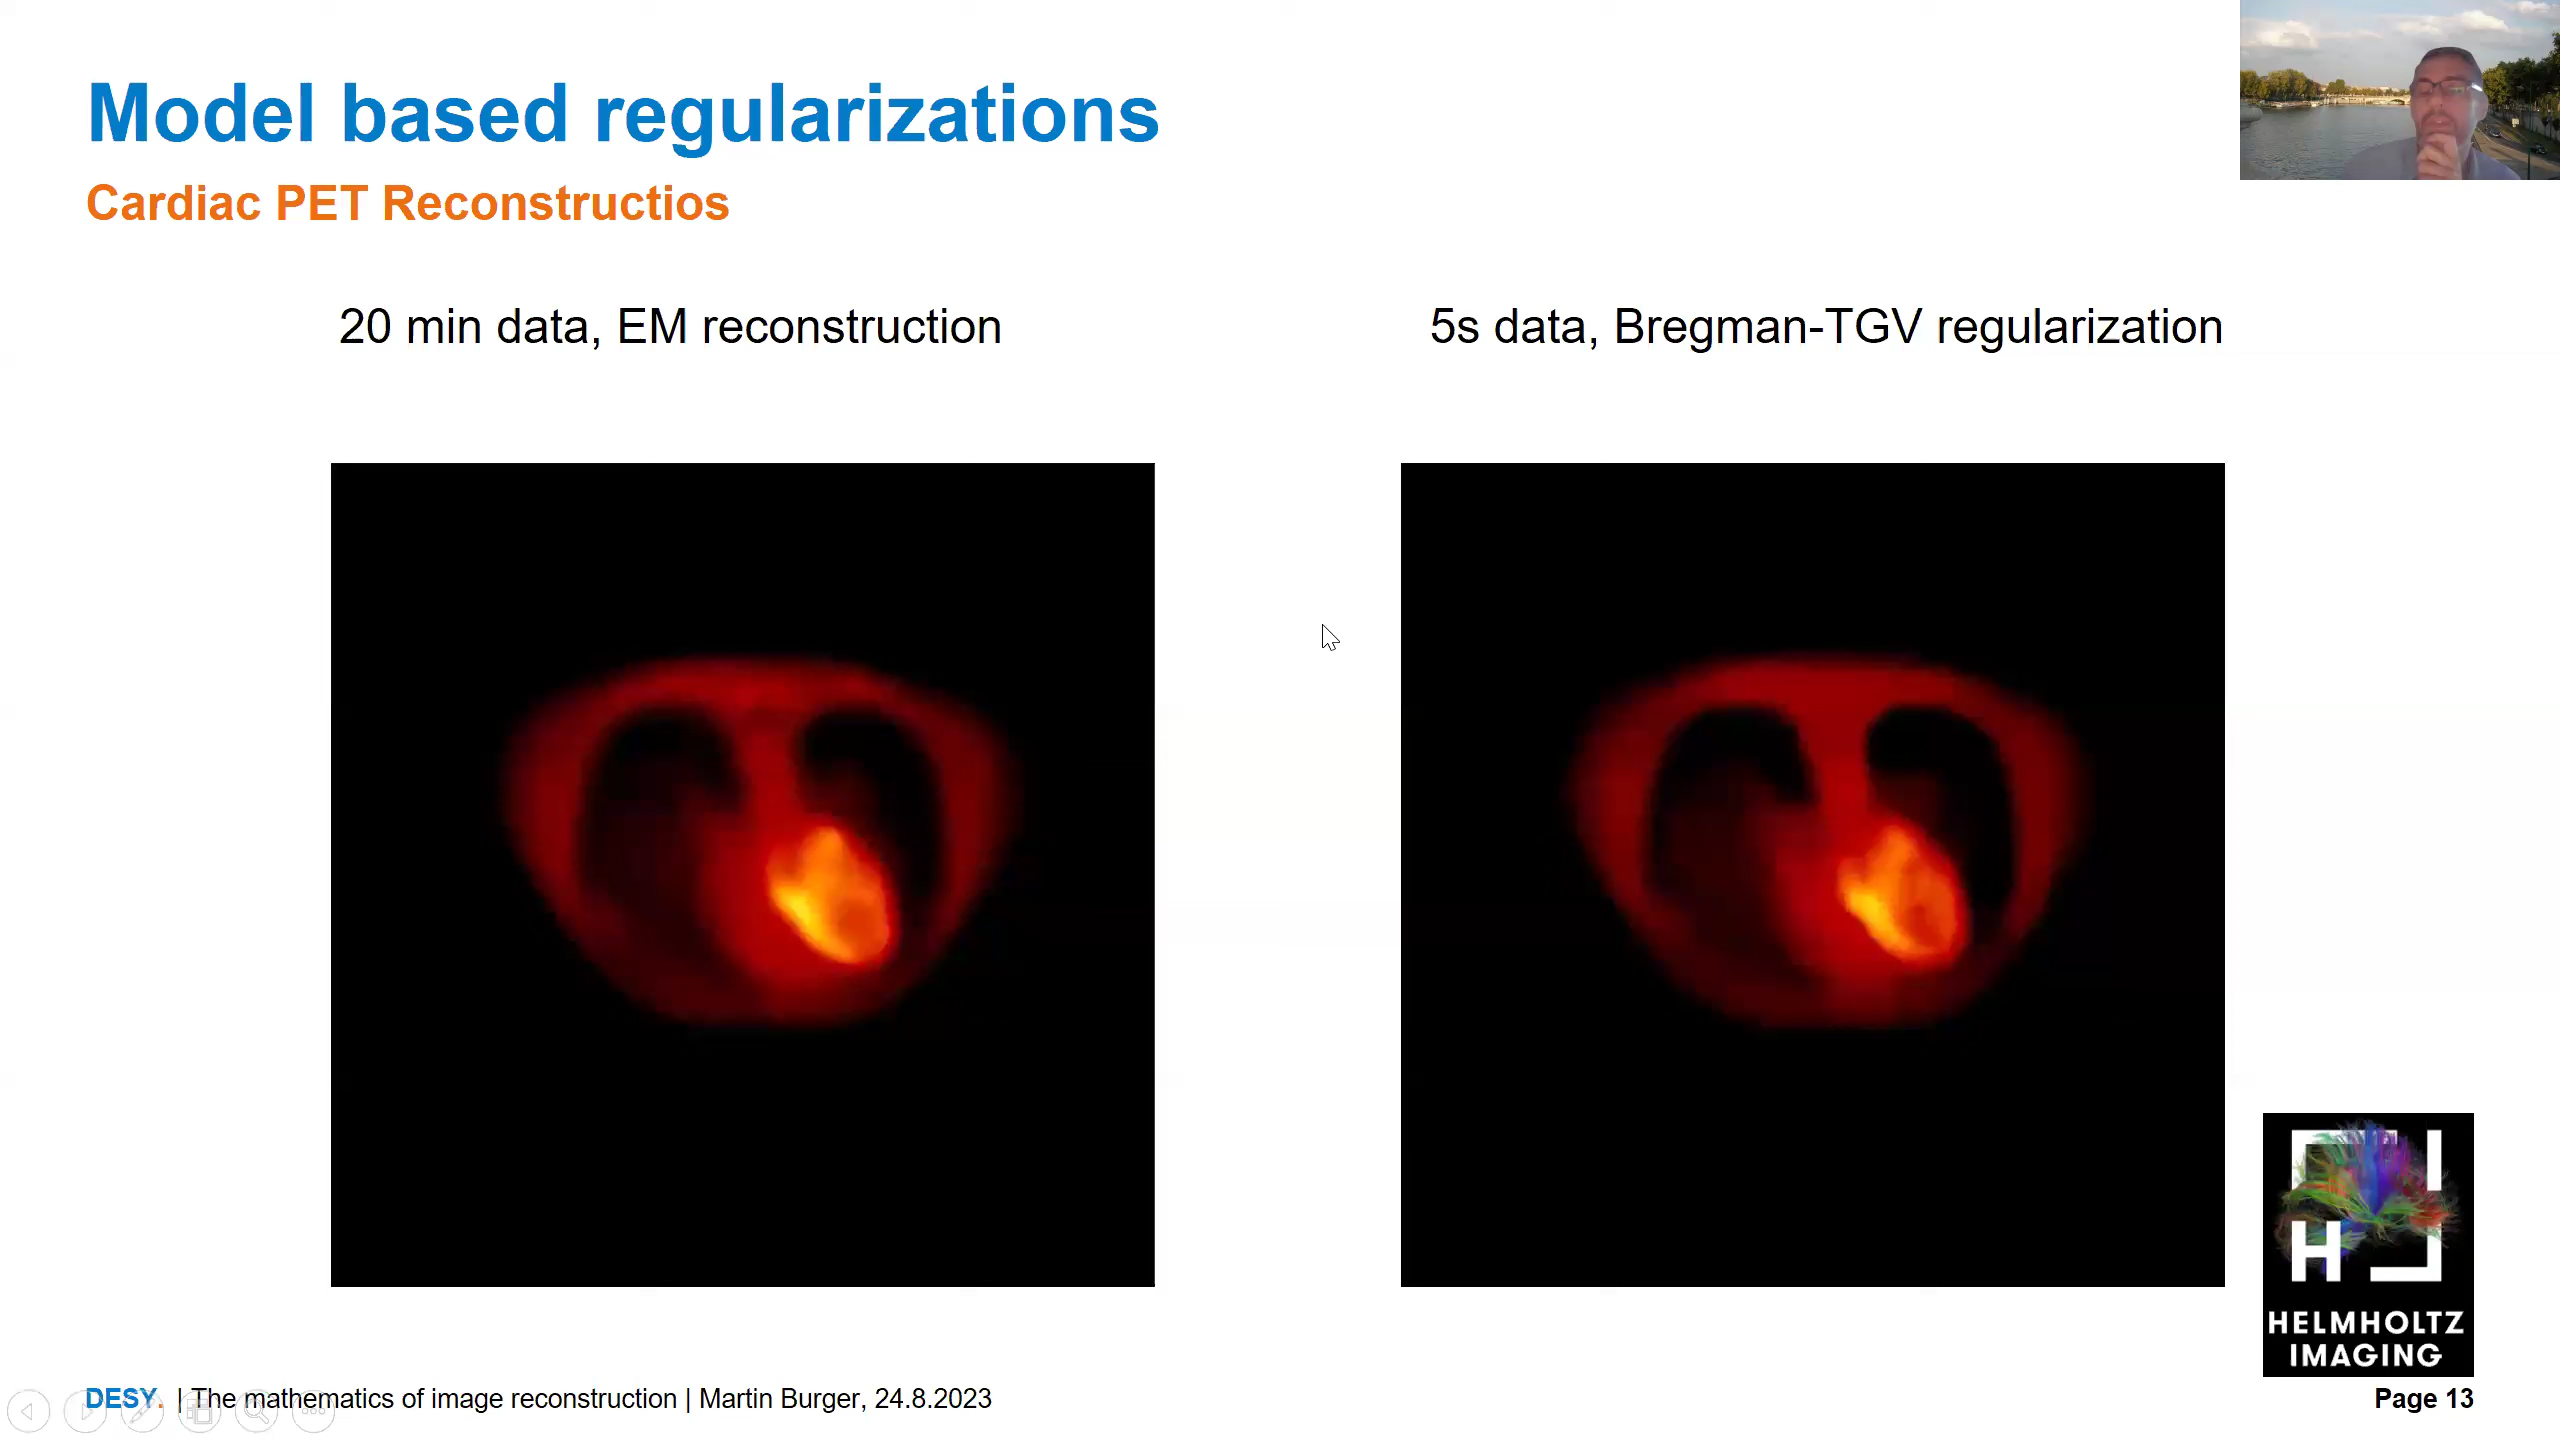 Model based regularizations
Cardiac PET Reconstructios
20 min data, EM reconstruction
5s data, Bregman-TGV regularization
H
HELMHOLTZ
IMAGING
DESY. | The mathematics of image reconstruction | Martin Burger, 24.8.2023
Page 13